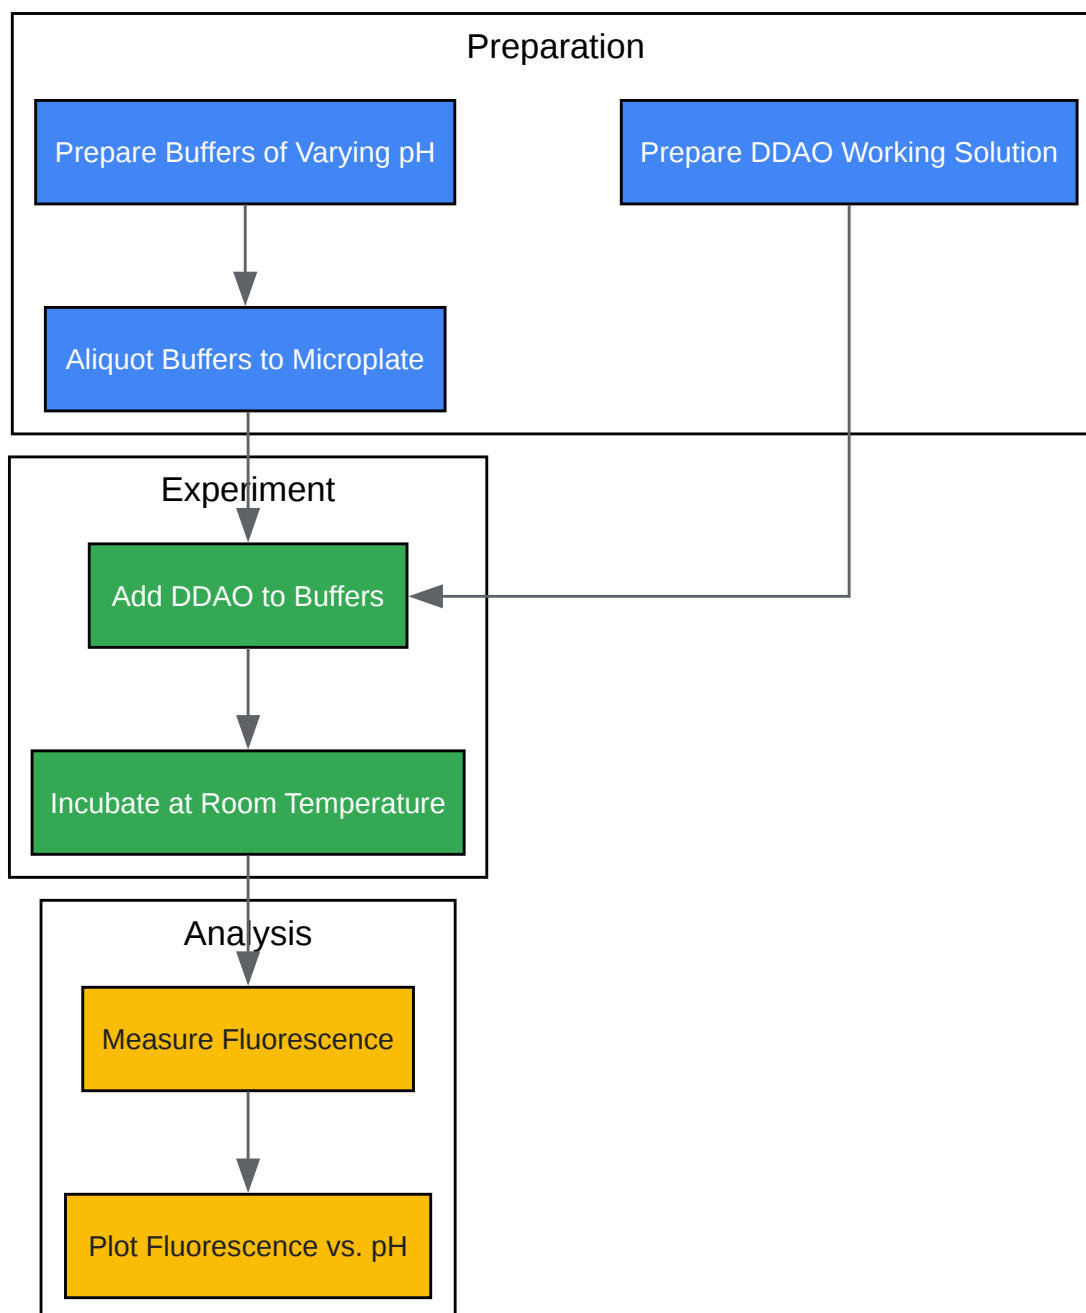 Preparation
Prepare Buffers of Varying pH
Prepare DDAO Working Solution
Aliquot Buffers to Microplate
Experiment
Add DDAO to Buffers
Incubate at Room Temperature
Analysis
Measure Fluorescence
Plot Fluorescence vs. pH